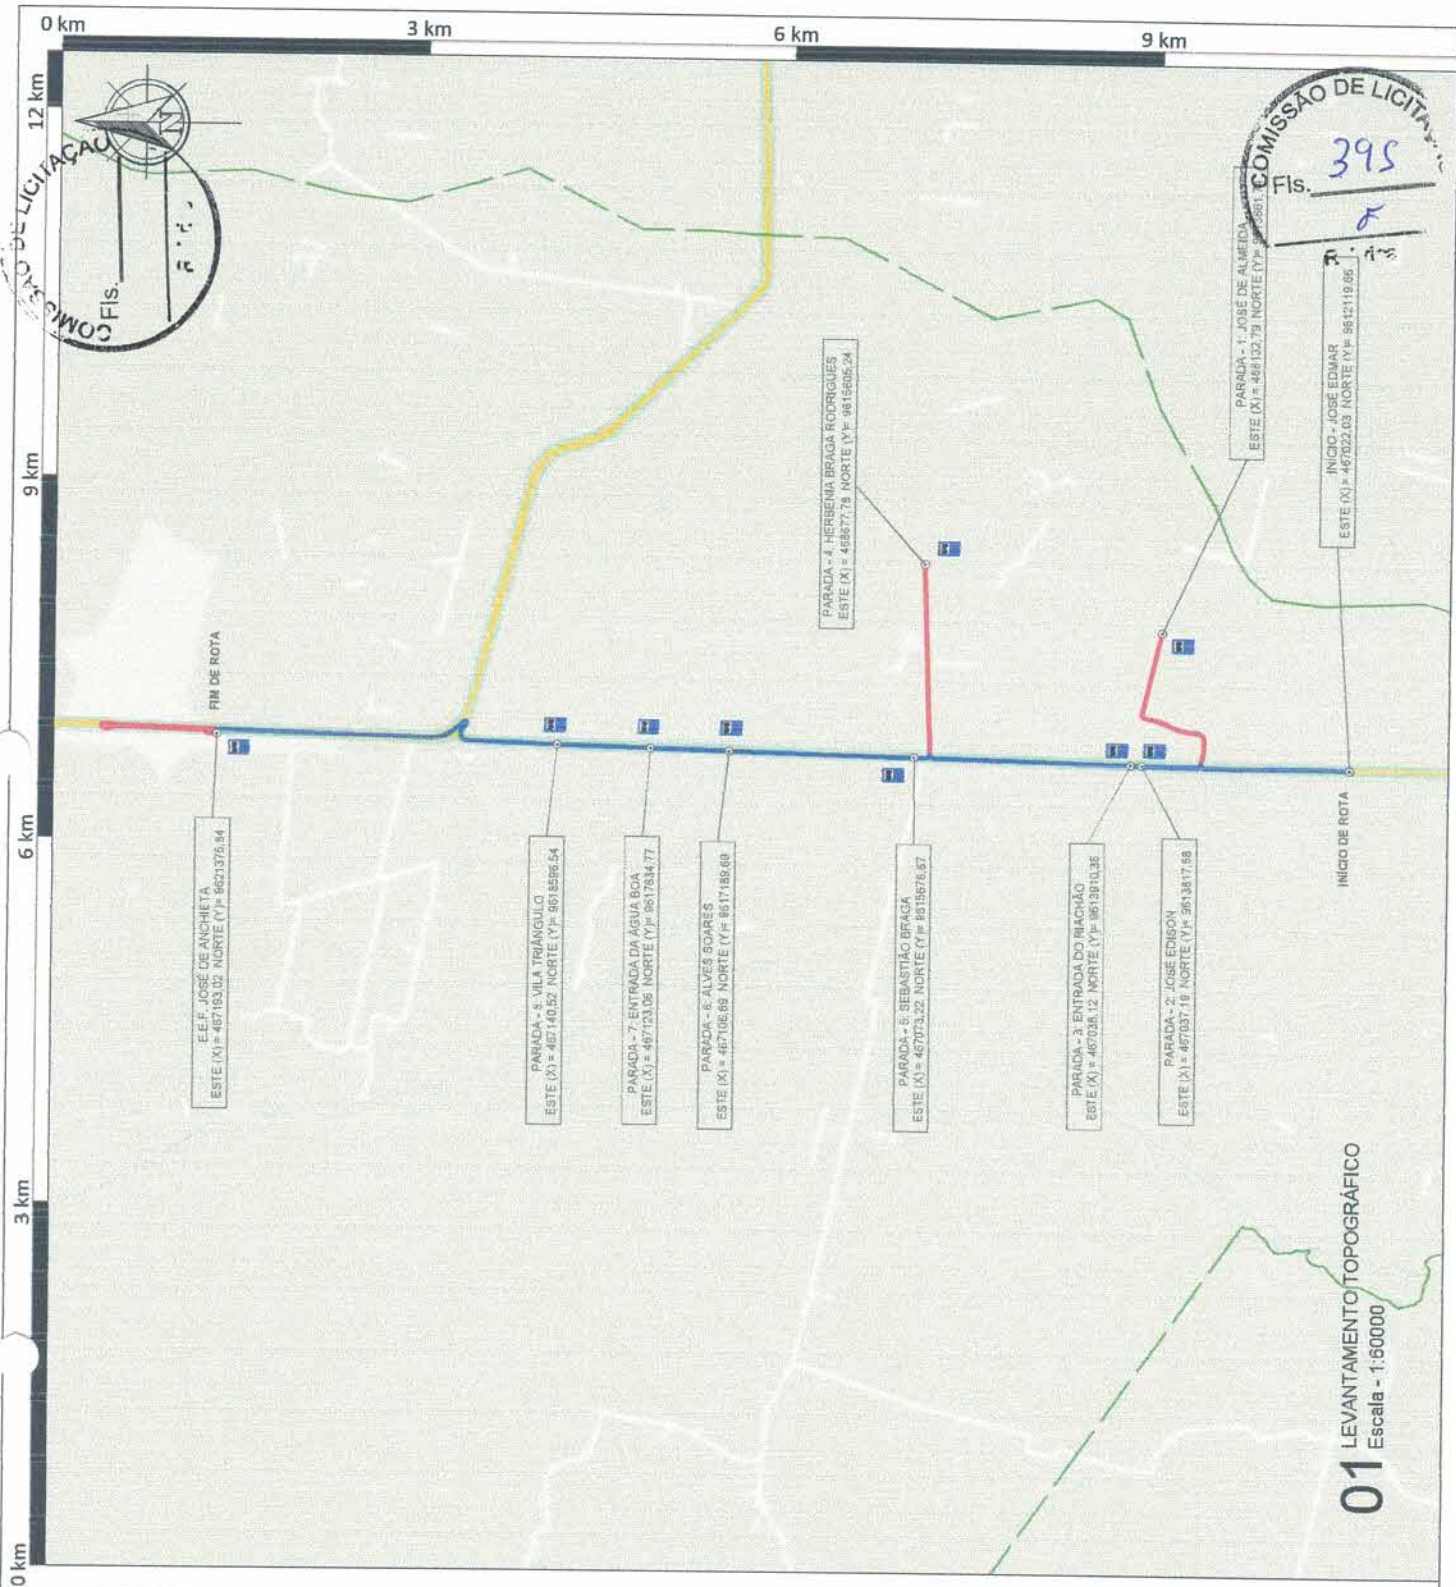 0 km
3 km
6 km
9 km
12 km
9 km
6 km
3 km
0 km
N
COMISSÃO DE LICITAÇÃO
Fls.
COMISSÃO DE
Fls. 395
E.E.F. JOSÉ DE ANCHIETA
ESTE (X) = 467193,02 NORTE (Y)= 9621375,84
FIM DE ROTA
PARADA - 8: VILA TRIÂNGULO
ESTE (X) = 467140,52 NORTE (Y)= 9618596,54
PARADA - 7: ENTRADA DA ÁGUA BOA
ESTE (X) = 467123,06 NORTE (Y)= 9617834,77
PARADA - 6: ALVES SOARES
ESTE (X) = 467106,69 NORTE (Y)= 9617189,69
PARADA - 4: HERBENIA BRAGA RODRIGUES
ESTE (X) = 468677,78 NORTE (Y)= 9615605,24
PARADA - 5: SEBASTIÃO BRAGA
ESTE (X) = 467073,22 NORTE (Y)= 9615676,67
PARADA - 3: ENTRADA DO RIACHÃO
ESTE (X) = 467038,12 NORTE (Y)= 9613910,36
PARADA - 2: JOSÉ EDISON
ESTE (X) = 467037,19 NORTE (Y)= 9613817,58
PARADA - 1: JOSÉ DE ALMEIDA
ESTE (X) = 468132,79 NORTE (Y)=
INÍCIO - JOSÉ EDMAR
ESTE (X) = 467022,03 NORTE (Y)= 9612119,66
INÍCIO DE ROTA
01 LEVANTAMENTO TOPOGRÁFICO
Escala - 1:60000